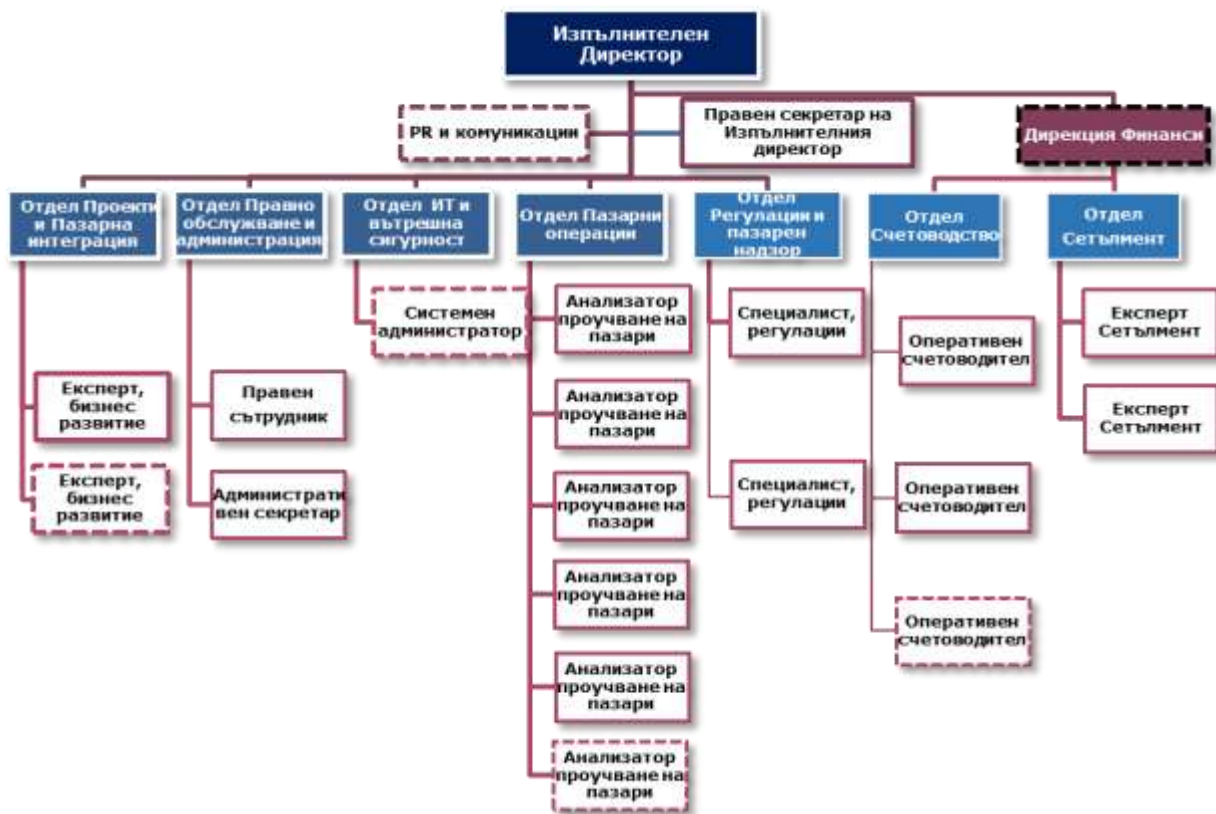 Изпълнителен
Директор
PR и комуникации
Правен секретар на
Изпълнителния
директор
Дирекция Финанси
Отдел Проекти
и Пазарна
интеграция
Отдел Правно
обслужване и
администрация
Отдел ИТ и
вътрешна
сигурност
Отдел Пазарни
операции
Отдел
Регулации и
пазарен
надзор
Отдел
Счетоводство
Отдел
Сетълмент
Системен
администратор
Анализатор
проучване на
пазари
Специалист,
регулации
Оперативен
счетоводител
Експерт
Сетълмент
Експерт,
бизнес
развитие
Правен
сътрудник
Анализатор
проучване на
пазари
Експерт
Сетълмент
Експерт,
бизнес
развитие
Администрати
вен секретар
Анализатор
проучване на
пазари
Специалист,
регулации
Оперативен
счетоводител
Анализатор
проучване на
пазари
Оперативен
счетоводител
Анализатор
проучване на
пазари
Анализатор
проучване на
пазари